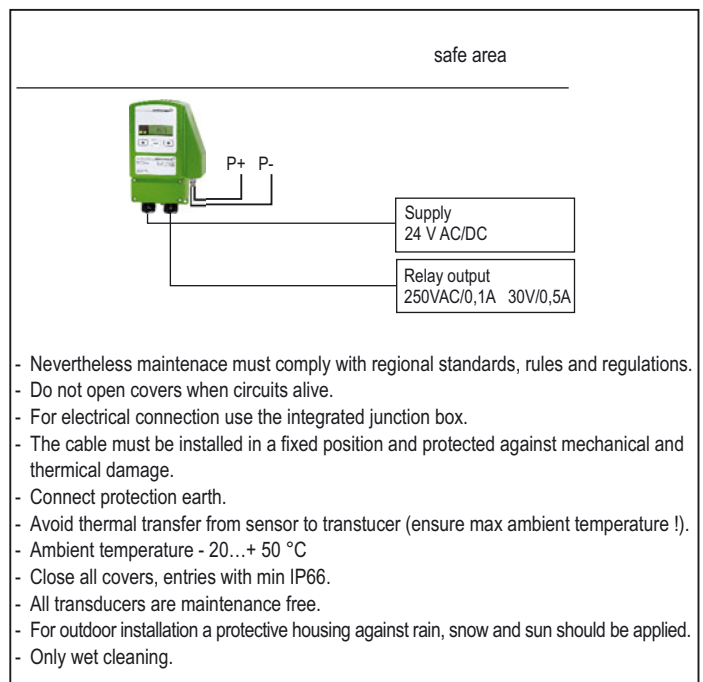 safe area
P+ P-
Supply
24 V AC/DC
Relay output
250VAC/0,1A 30V/0,5A
- Nevertheless maintenace must comply with regional standards, rules and regulations.
- Do not open covers when circuits alive.
- For electrical connection use the integrated junction box.
- The cable must be installed in a fixed position and protected against mechanical and
thermical damage.
- Connect protection earth.
- Avoid thermal transfer from sensor to transtucer (ensure max ambient temperature !).
- Ambient temperature - 20…+ 50 °C
- Close all covers, entries with min IP66.
- All transducers are maintenance free.
- For outdoor installation a protective housing against rain, snow and sun should be applied.
- Only wet cleaning.